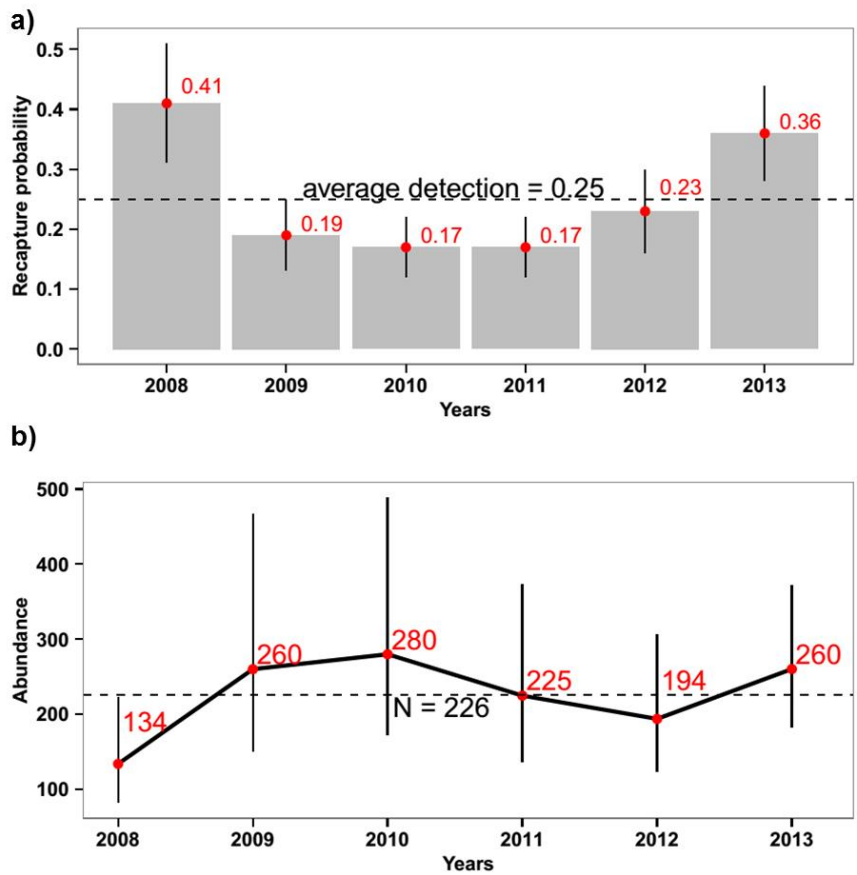 a)
Recapture probability
0.5
0.4
0.3
0.2
0.1
0.0
0.41
0.19
0.17
0.17
0.23
0.36
average detection = 0.25
2008 2009 2010 2011 2012 2013
Years
b)
Abundance
500
400
300
200
100
134
260
280
225
194
260
N = 226
2008 2009 2010 2011 2012 2013
Years